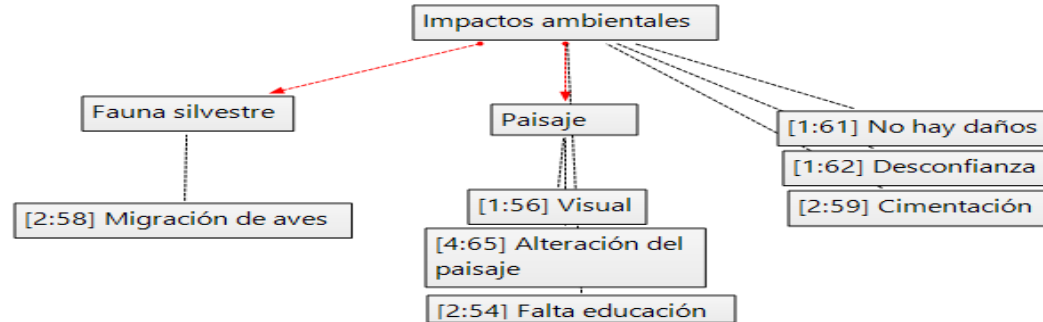 Impactos ambientales
Fauna silvestre
Paisaje
[1:61] No hay daños
[1:62] Desconfianza
[2:59] Cimentación
[2:58] Migración de aves
[1:56] Visual
[4:65] Alteración del
paisaje
[2:54] Falta educación